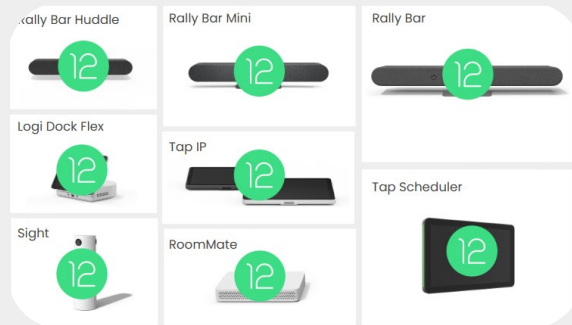 Rally Bar Huddle
12
Rally Bar Mini
12
Rally Bar
12
Logi Dock Flex
12
Tap IP
12
Tap Scheduler
12
Sight
12
RoomMate
12